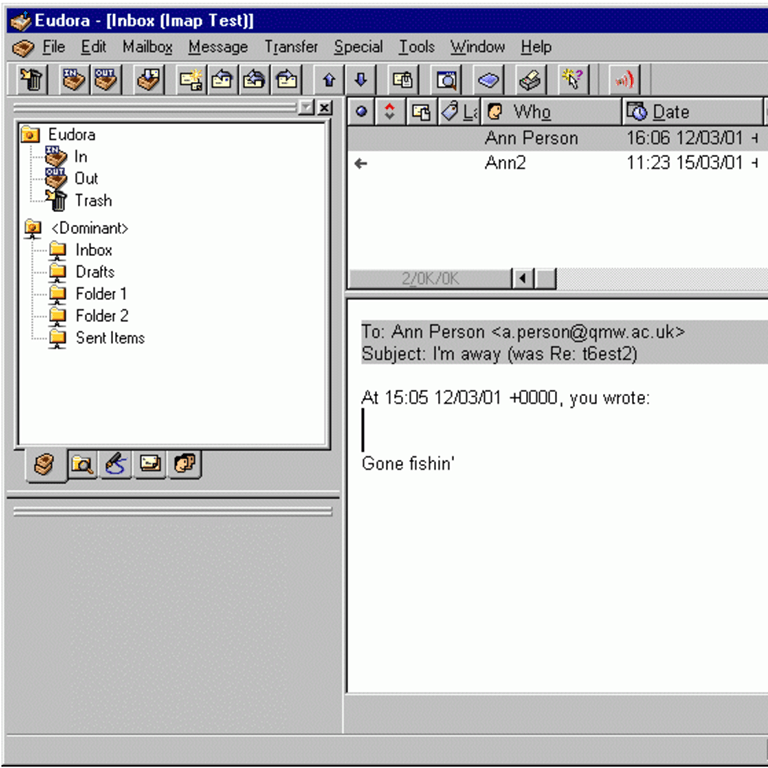 Eudora - [Inbox (Imap Test)]
File Edit Mailbox Message Transfer Special Tools Window Help
IN OUT
La Who Date
Ann Person 16:06 12/03/01 +
Ann2 11:23 15/03/01 +
2/0K/0K
Eudora
In
Out
Trash
<Dominant>
Inbox
Drafts
Folder 1
Folder 2
Sent Items
To: Ann Person <a.person@qmw.ac.uk>
Subject: I'm away (was Re: t6est2)
At 15:05 12/03/01 +0000, you wrote:
Gone fishin'